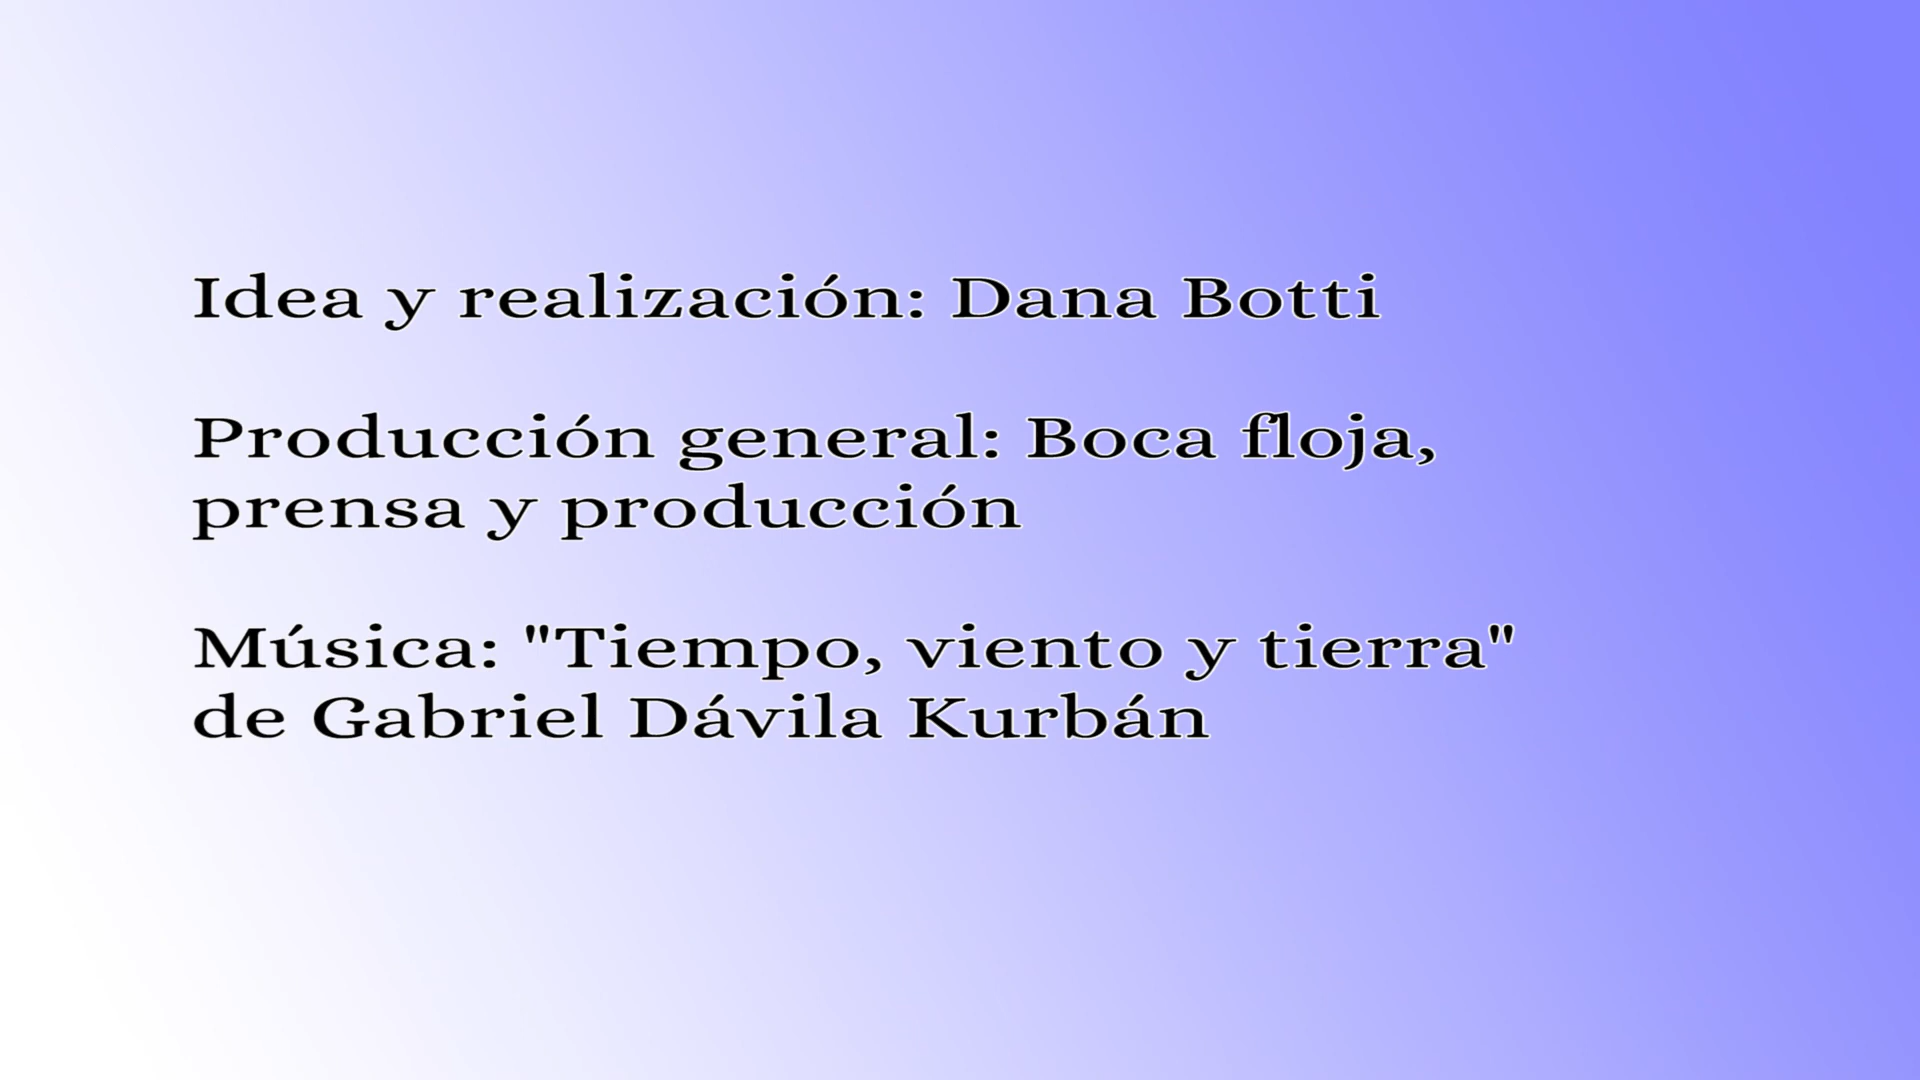 Idea y realización: Dana Botti
Producción general: Boca floja,
prensa y producción
Música: "Tiempo, viento y tierra"
de Gabriel Dávila Kurbán